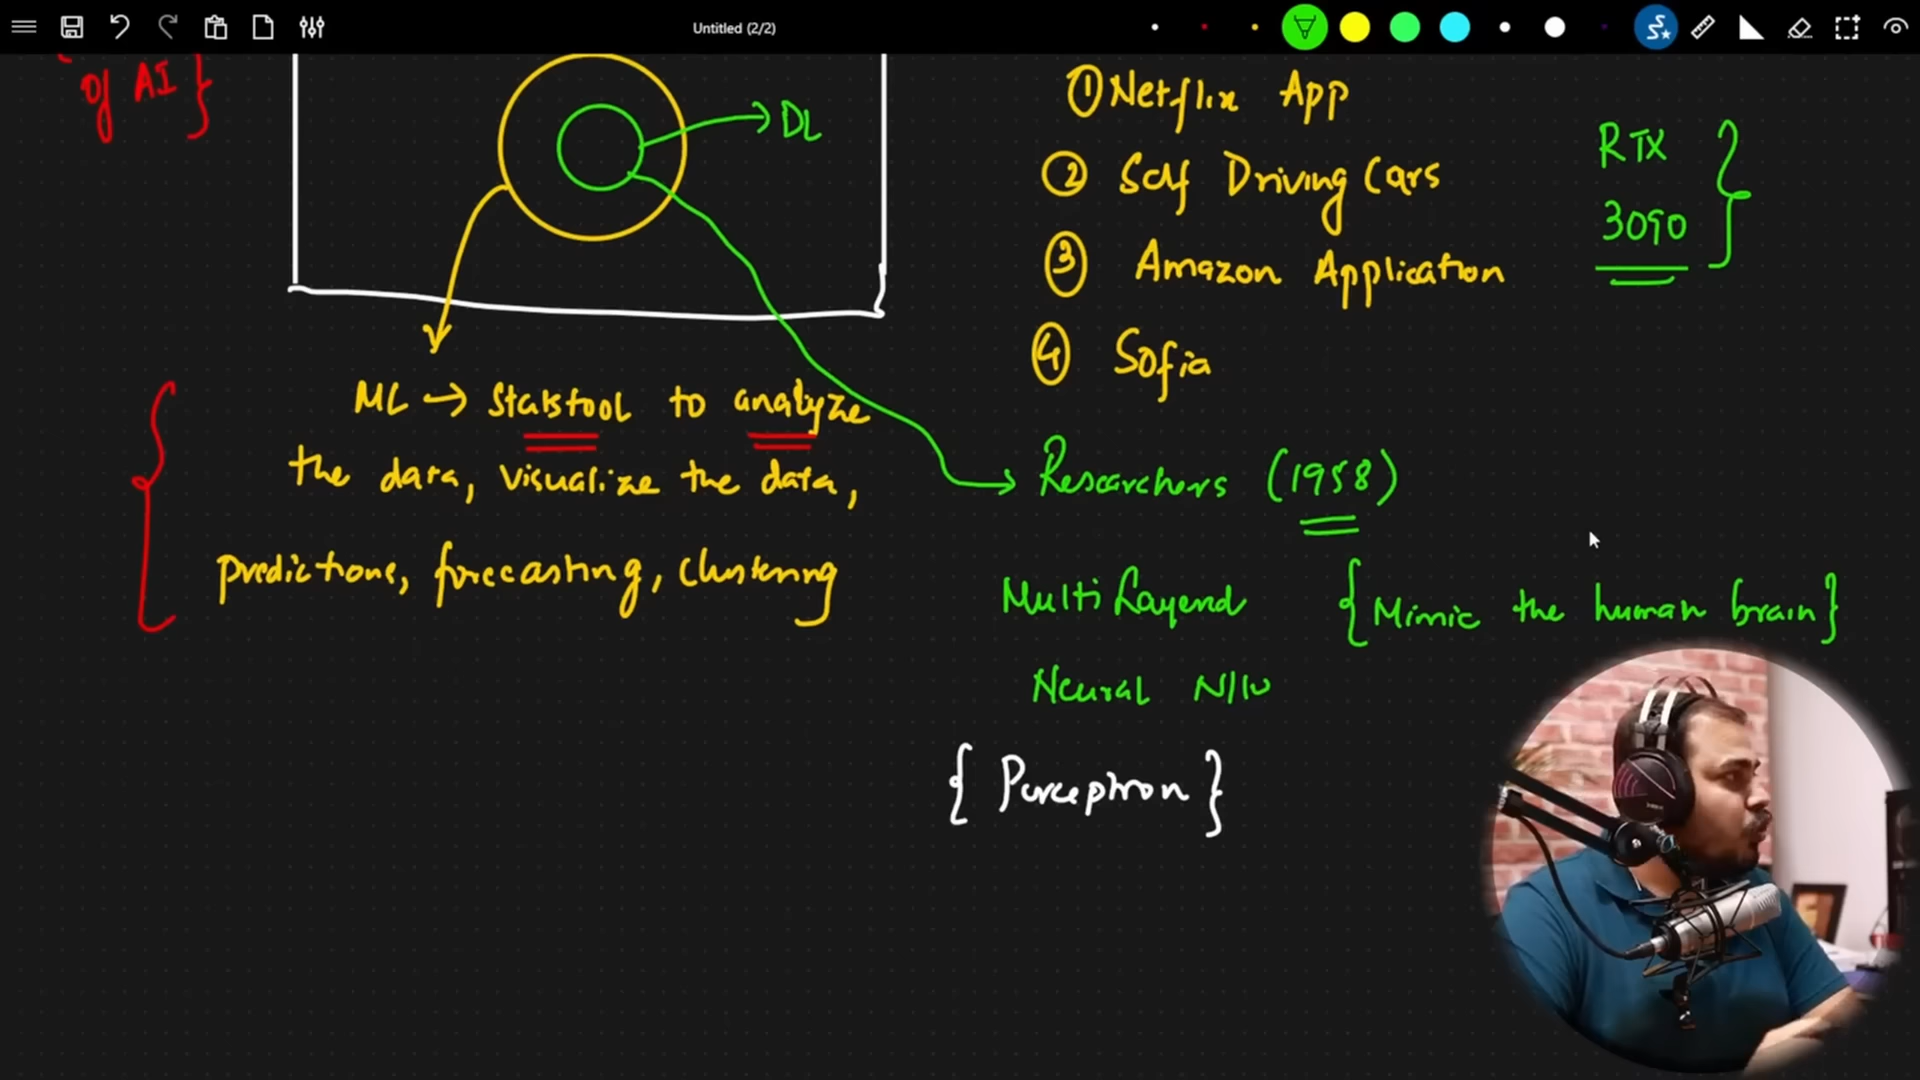 Untitled (2/2)
of AI }
→ DL
① Netflix App
② Self Driving Cars
③ Amazon Application
④ Sofia
RTX
3090
ML → Stats tool to analyze
the data, visualize the data,
predictions, forecasting, clustering
→ Researchers (1958)
Multi Layered
Neural N/W
{Mimic the human brain}
{ Perceptron }